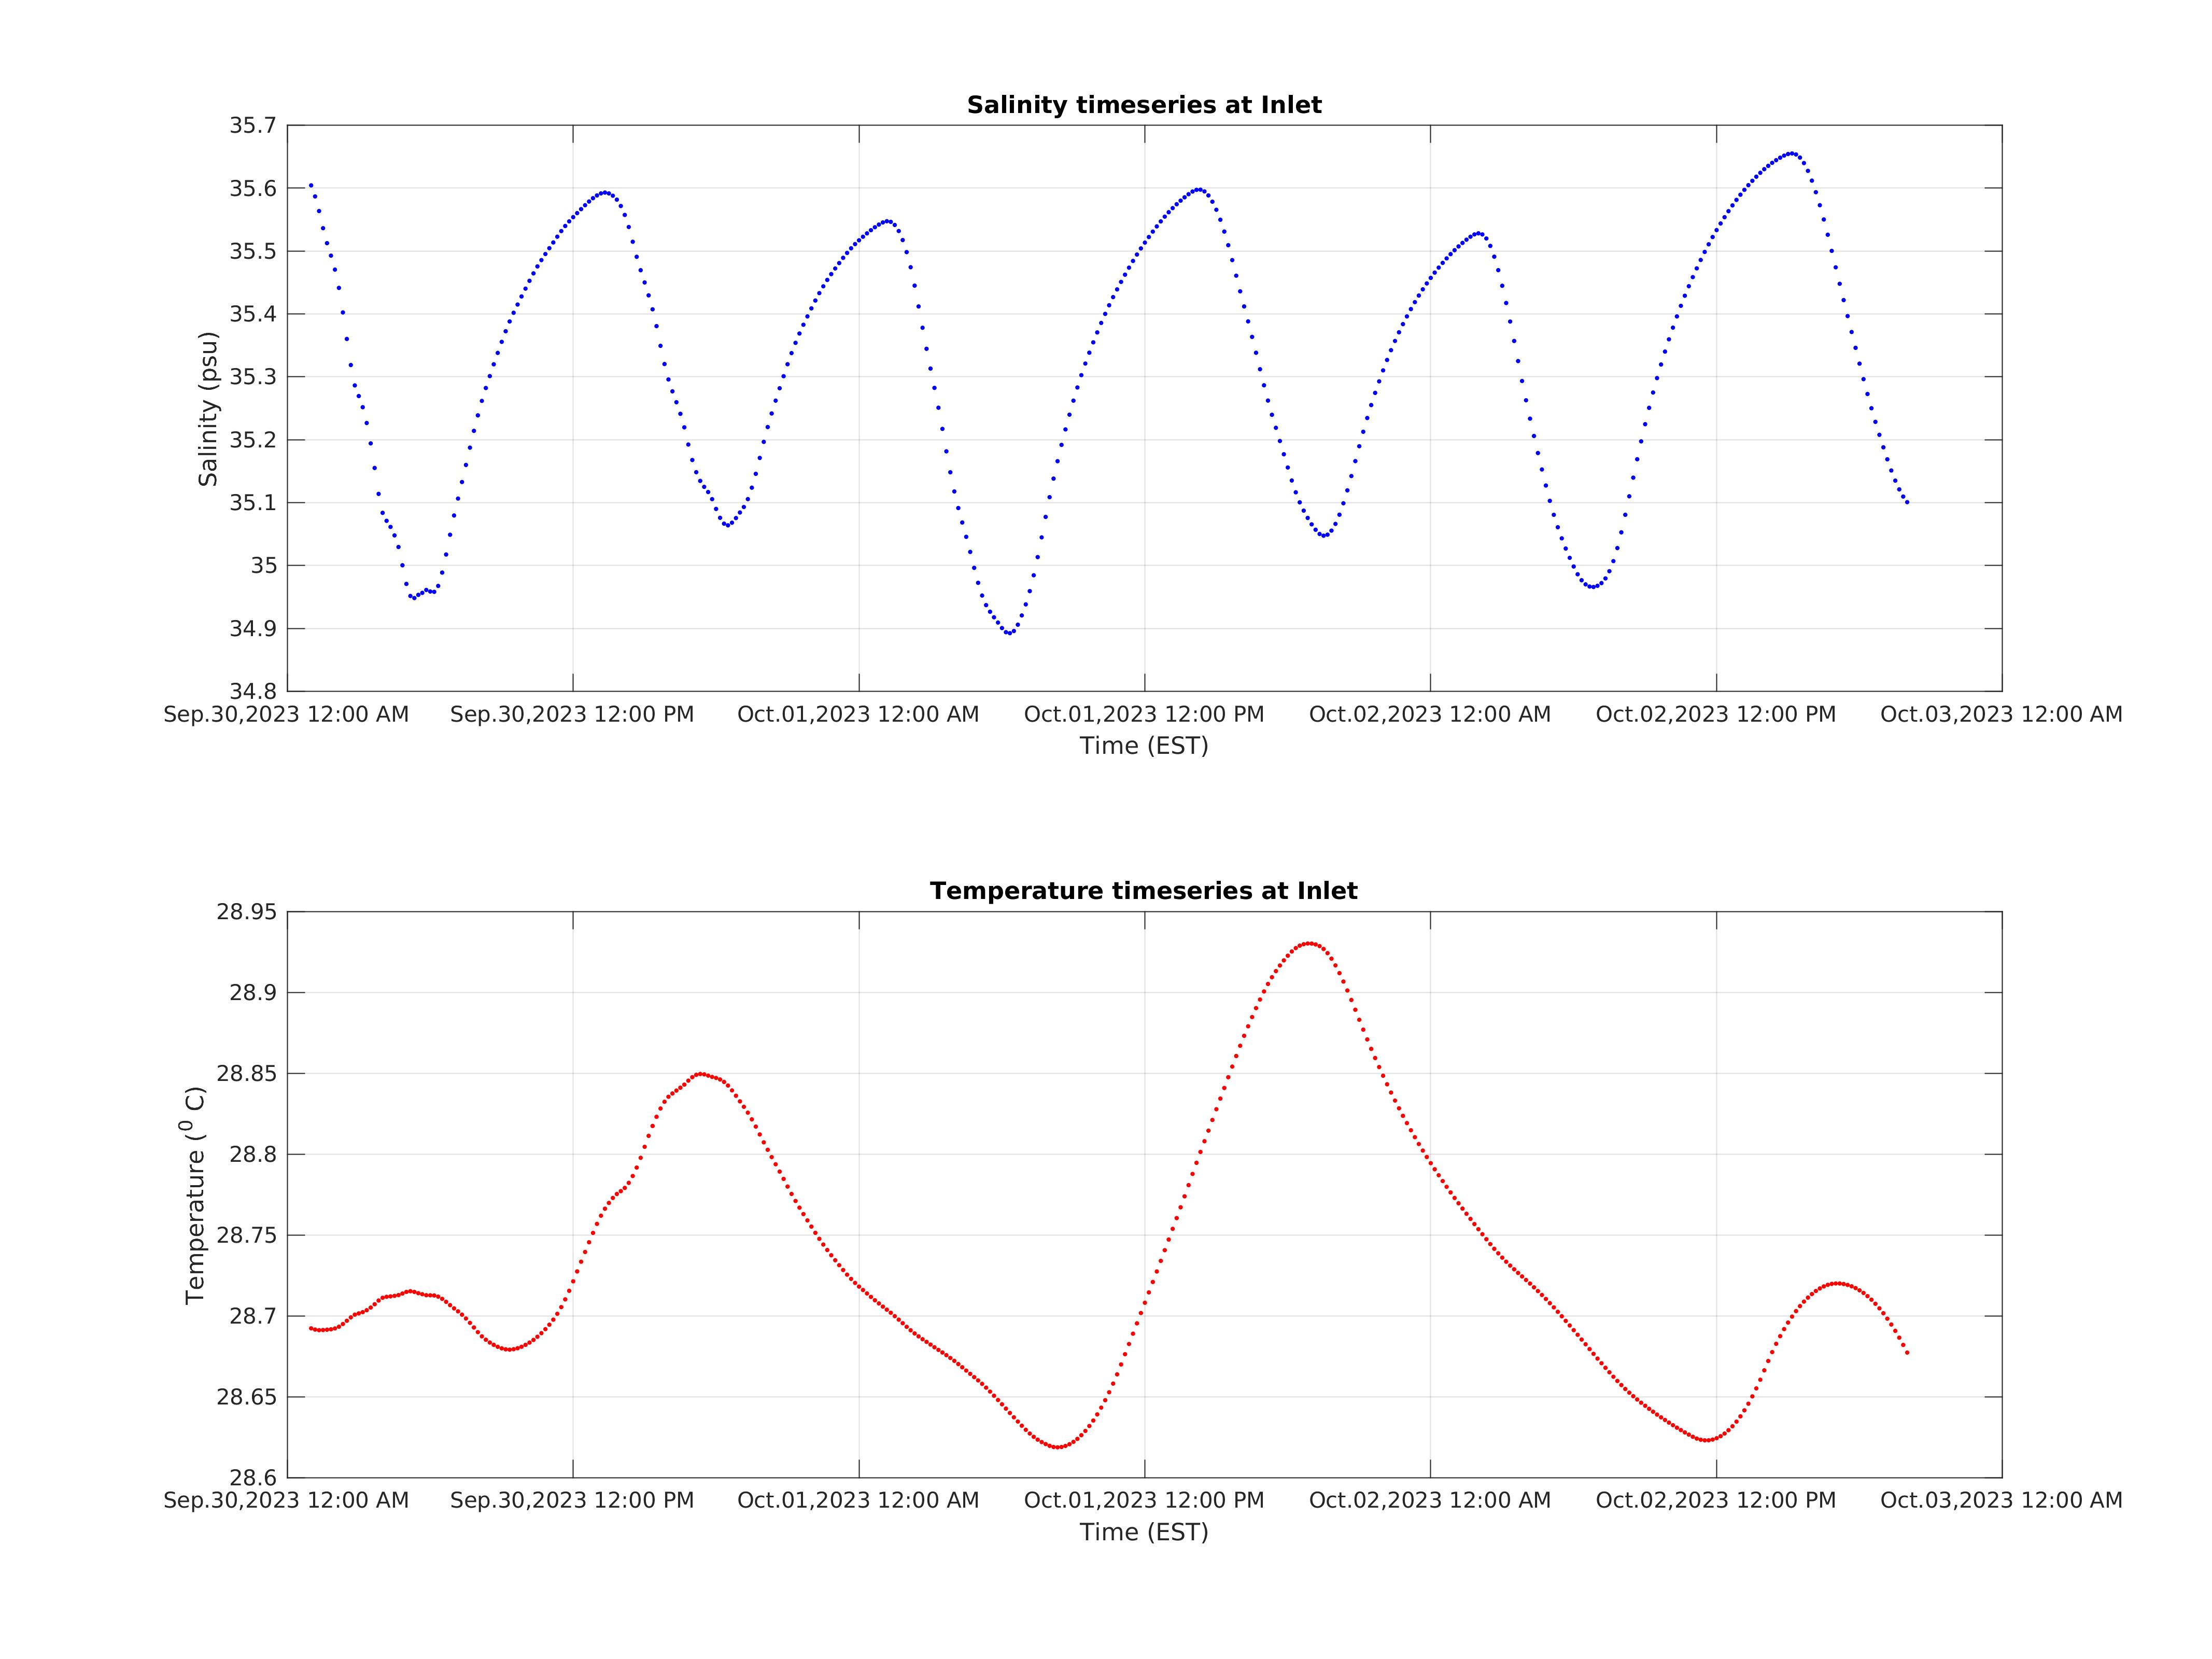 Salinity timeseries at Inlet
35.7
35.6
35.5
35.4
35.3
35.2
35.1
35
34.9
34.8
Salinity (psu)
Sep.30,2023 12:00 AM Sep.30,2023 12:00 PM Oct.01,2023 12:00 AM Oct.01,2023 12:00 PM Oct.02,2023 12:00 AM Oct.02,2023 12:00 PM Oct.03,2023 12:00 AM
Time (EST)
Temperature timeseries at Inlet
28.95
28.9
28.85
28.8
28.75
28.7
28.65
28.6
Temperature (⁰ C)
Sep.30,2023 12:00 AM Sep.30,2023 12:00 PM Oct.01,2023 12:00 AM Oct.01,2023 12:00 PM Oct.02,2023 12:00 AM Oct.02,2023 12:00 PM Oct.03,2023 12:00 AM
Time (EST)